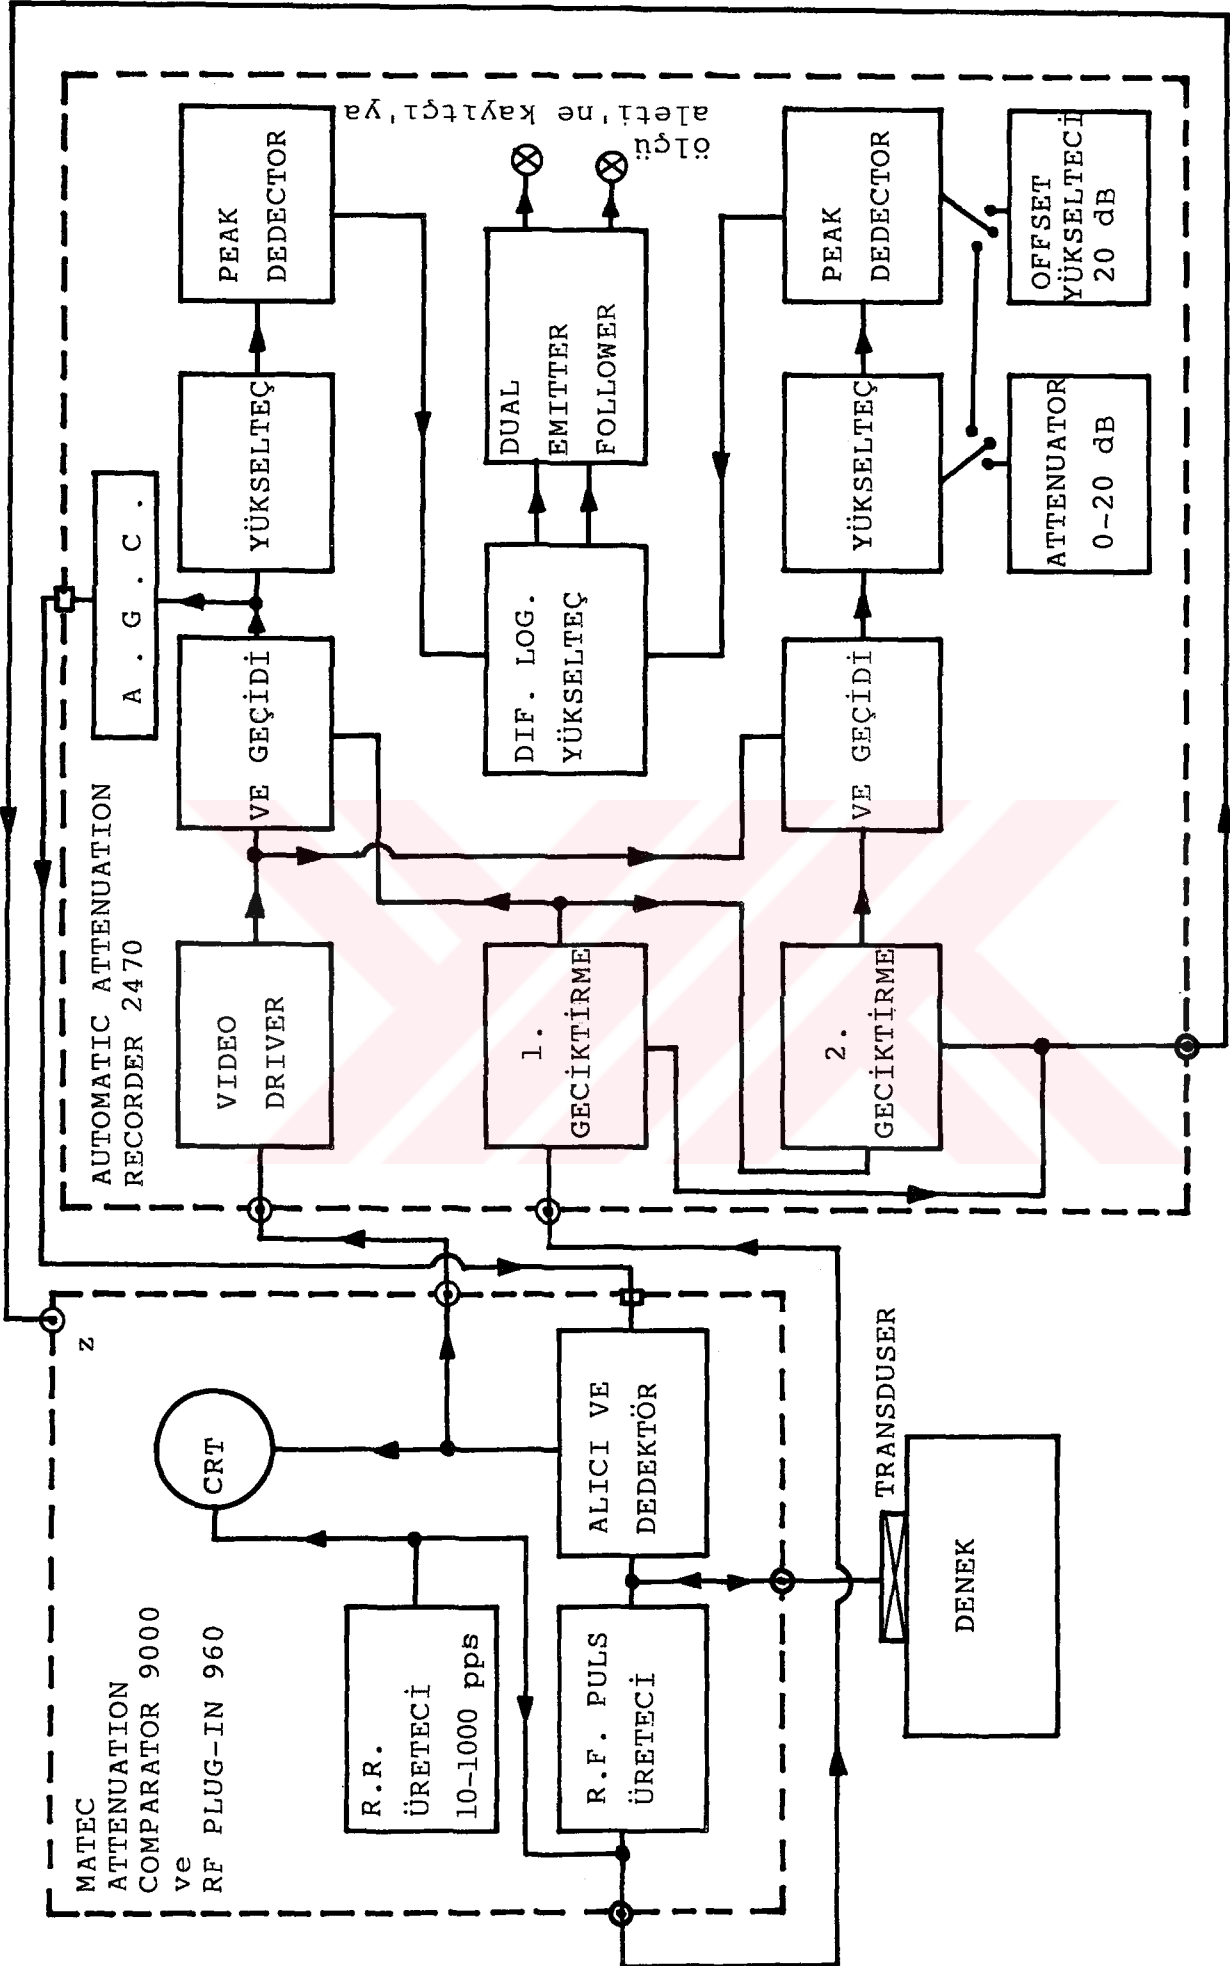 MATEC
ATTENUATION
COMPARATOR 9000
ve
RF PLUG-IN 960
R.R.
ÜRETECİ
10-1000 pps
CRT
R.F. PULS
ÜRETECİ
ALICI VE
DEDEKTÖR
z
TRANSDUSER
DENEK
AUTOMATIC ATTENUATION
RECORDER 2470
VIDEO
DRIVER
VE GEÇİDİ
A . G . C .
YÜKSELTEÇ
PEAK
DEDECTOR
1.
GECİKTİRME
DIF. LOG.
YÜKSELTEÇ
DUAL
EMITTER
FOLLOWER
ölçü
aleti'ne kayıtçı'ya
2.
GECİKTİRME
VE GEÇİDİ
YÜKSELTEÇ
PEAK
DEDECTOR
ATTENUATOR
0-20 dB
OFFSET
YÜKSELTECİ
20 dB